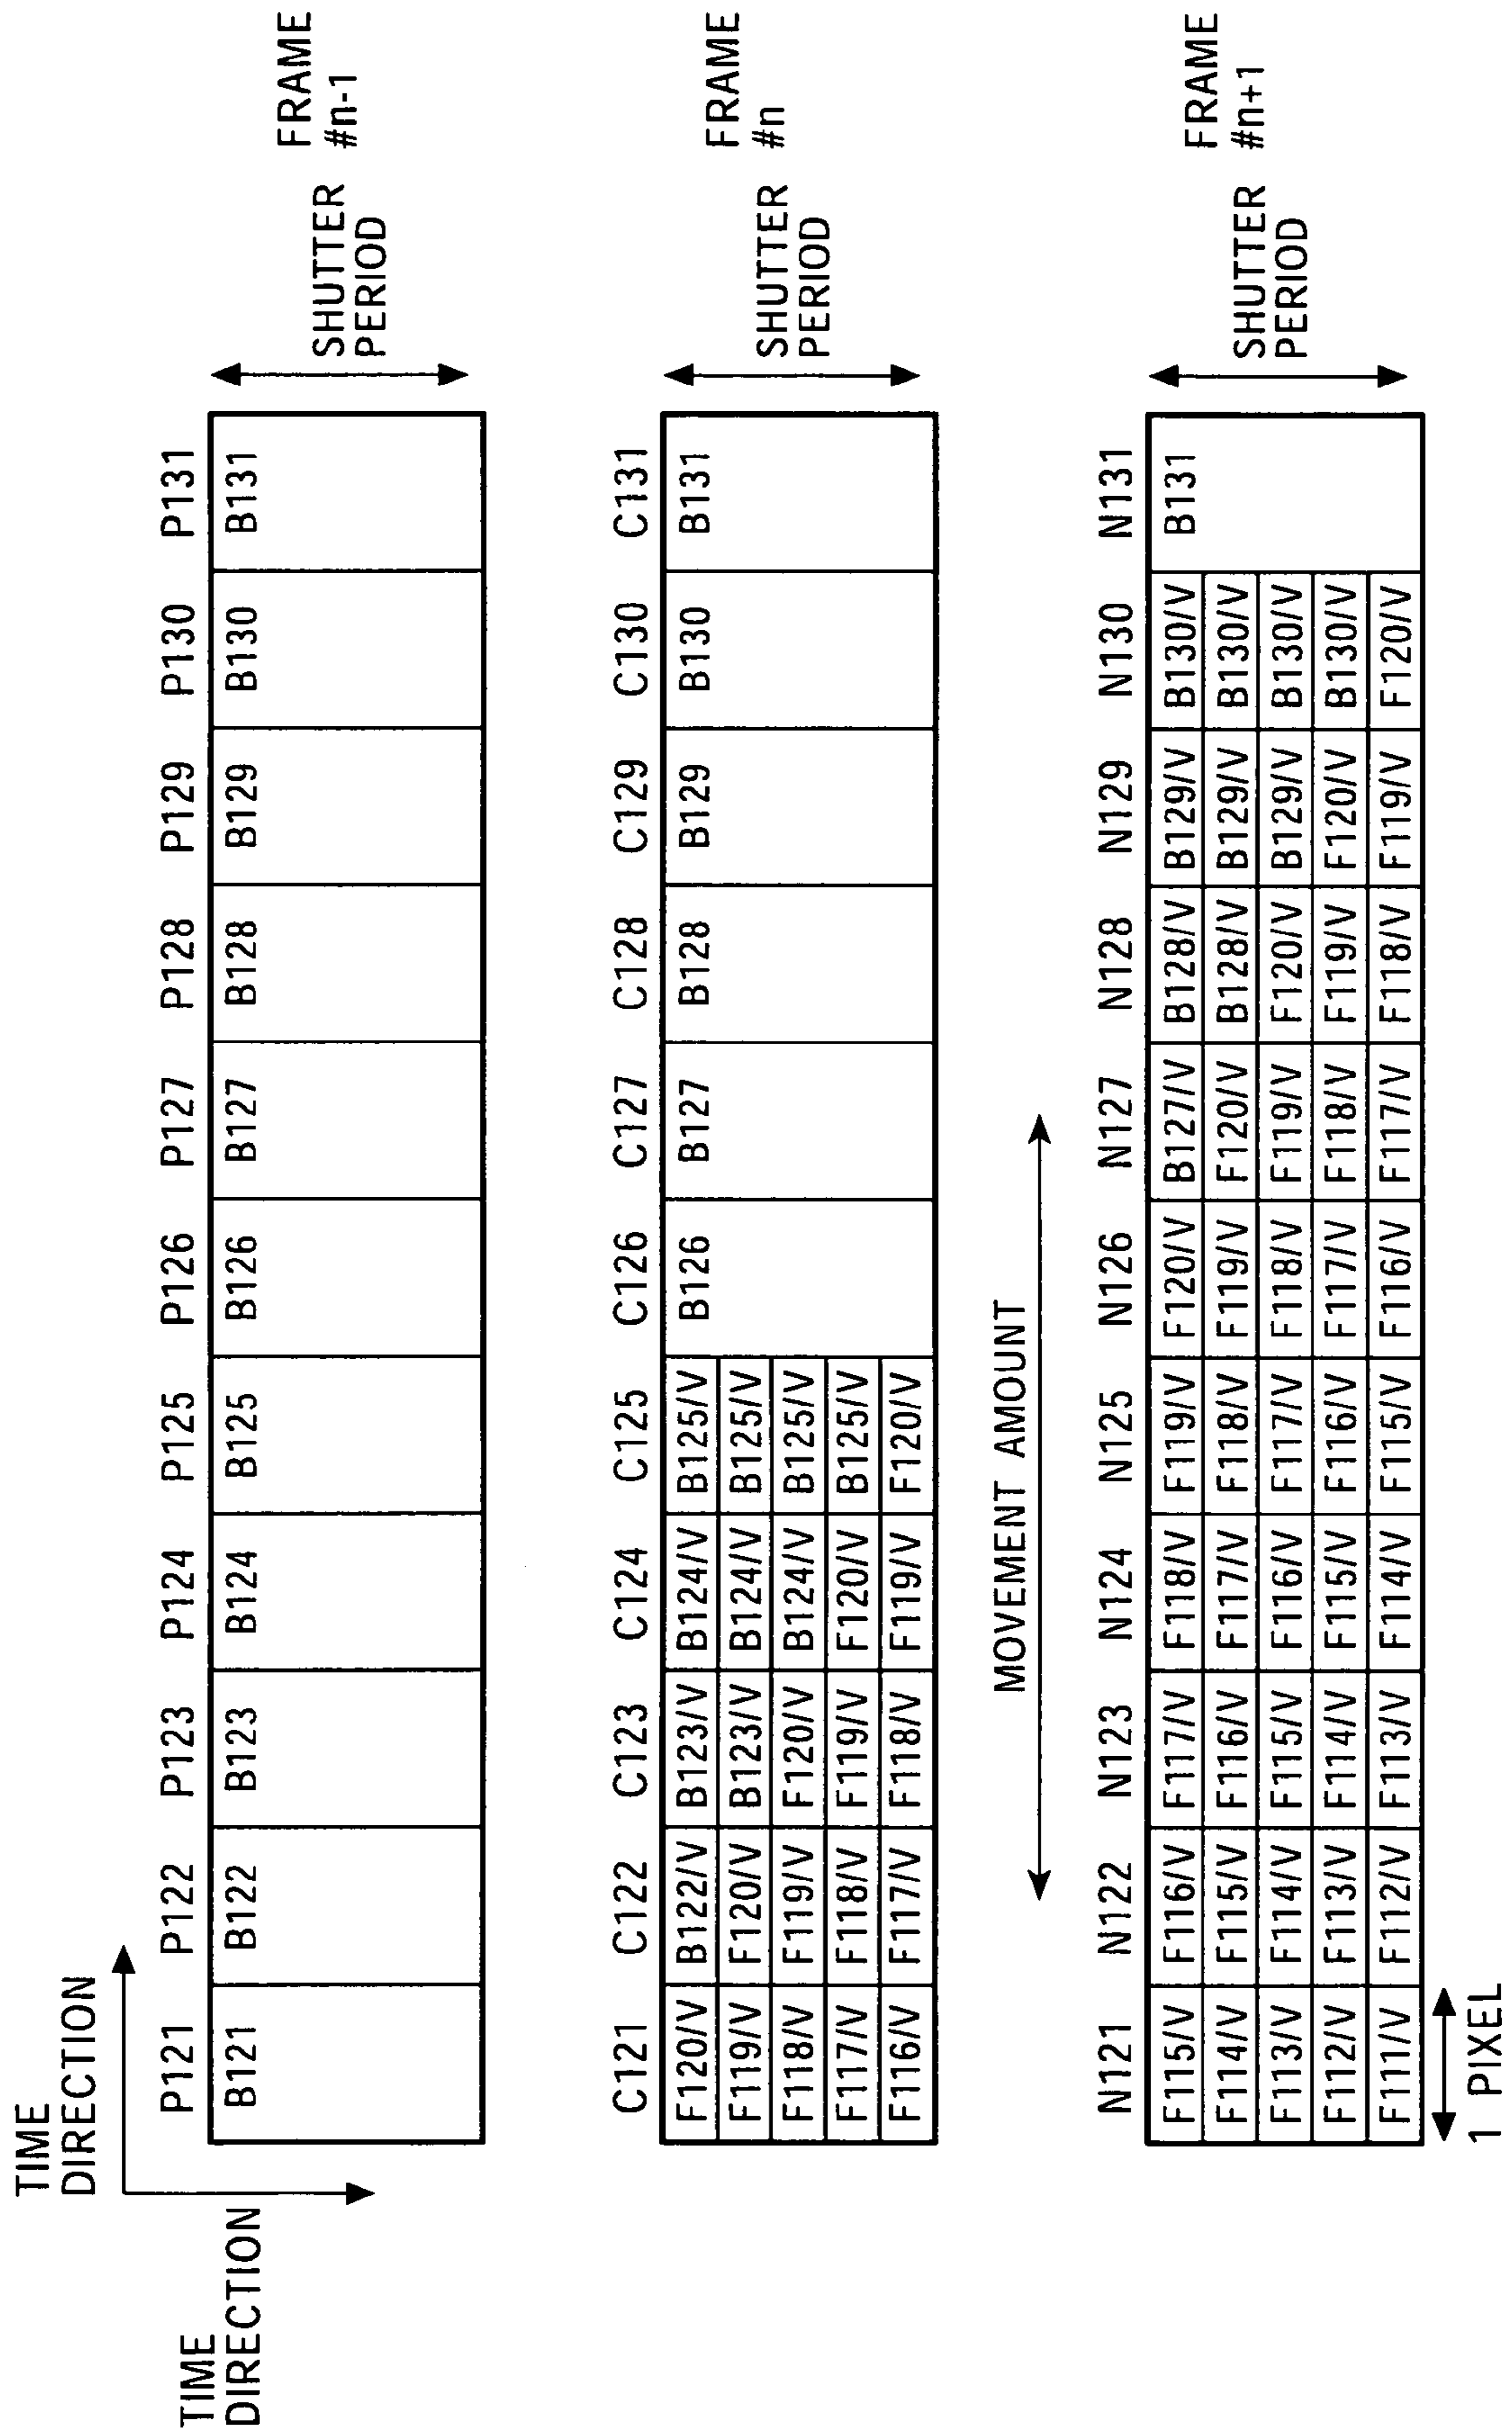 TIME
DIRECTION
TIME
DIRECTION
P121 P122 P123 P124 P125 P126 P127 P128 P129 P130 P131
B121 B122 B123 B124 B125 B126 B127 B128 B129 B130 B131
SHUTTER
PERIOD
FRAME
#n-1
C121 C122 C123 C124 C125 C126 C127 C128 C129 C130 C131
F120/V B122/V B123/V B124/V B125/V B126 B127 B128 B129 B130 B131
F119/V F120/V B123/V B124/V B125/V
F118/V F119/V F120/V B124/V B125/V
F117/V F118/V F119/V F120/V B125/V
F116/V F117/V F118/V F119/V F120/V
SHUTTER
PERIOD
FRAME
#n
MOVEMENT AMOUNT
N121 N122 N123 N124 N125 N126 N127 N128 N129 N130 N131
F115/V F116/V F117/V F118/V F119/V F120/V B127/V B128/V B129/V B130/V B131
F114/V F115/V F116/V F117/V F118/V F119/V F120/V B128/V B129/V B130/V
F113/V F114/V F115/V F116/V F117/V F118/V F119/V F120/V B129/V B130/V
F112/V F113/V F114/V F115/V F116/V F117/V F118/V F119/V F120/V B130/V
F111/V F112/V F113/V F114/V F115/V F116/V F117/V F118/V F119/V F120/V
SHUTTER
PERIOD
FRAME
#n+1
1 PIXEL